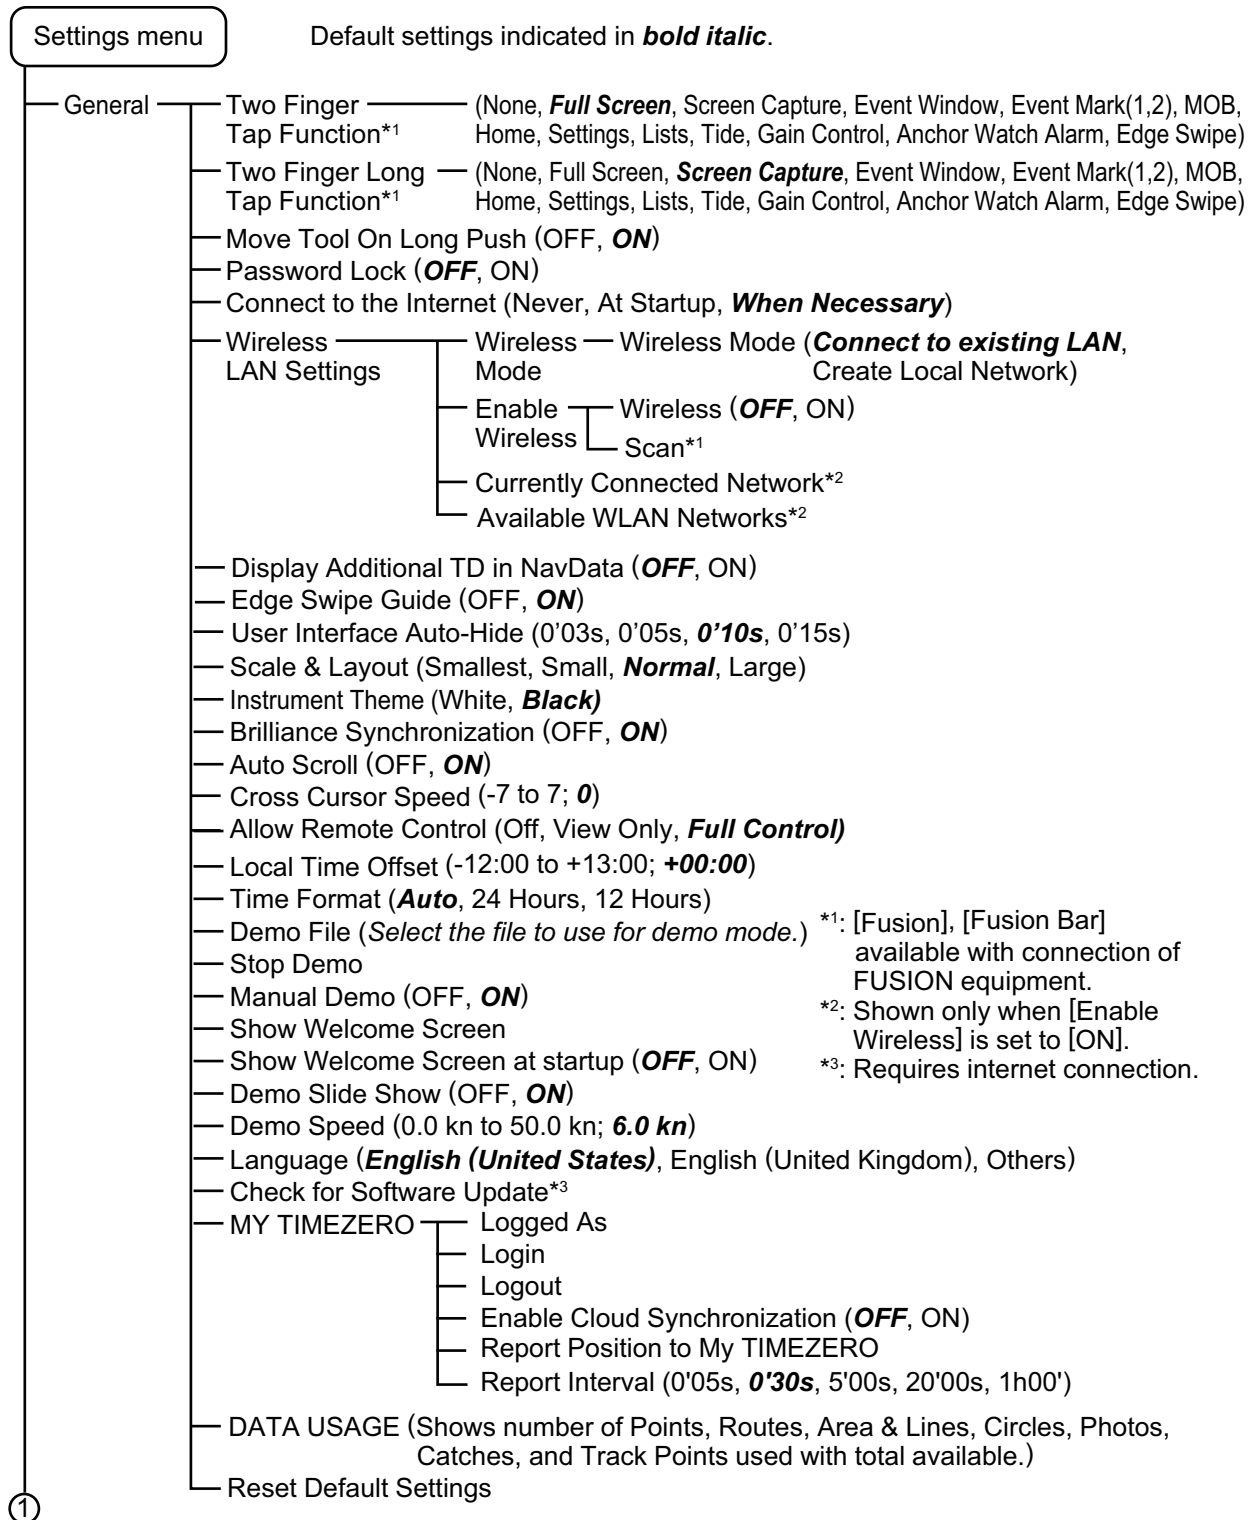 Settings menu Default settings indicated in bold italic.
General Two Finger (None, Full Screen, Screen Capture, Event Window, Event Mark(1,2), MOB,
Tap Function*1 Home, Settings, Lists, Tide, Gain Control, Anchor Watch Alarm, Edge Swipe)
Two Finger Long (None, Full Screen, Screen Capture, Event Window, Event Mark(1,2), MOB,
Tap Function*1 Home, Settings, Lists, Tide, Gain Control, Anchor Watch Alarm, Edge Swipe)
Move Tool On Long Push (OFF, ON)
Password Lock (OFF, ON)
Connect to the Internet (Never, At Startup, When Necessary)
Wireless Wireless Wireless Mode (Connect to existing LAN,
LAN Settings Mode Create Local Network)
Enable Wireless (OFF, ON)
Wireless Scan*1
Currently Connected Network*2
Available WLAN Networks*2
Display Additional TD in NavData (OFF, ON)
Edge Swipe Guide (OFF, ON)
User Interface Auto-Hide (0’03s, 0’05s, 0’10s, 0’15s)
Scale & Layout (Smallest, Small, Normal, Large)
Instrument Theme (White, Black)
Brilliance Synchronization (OFF, ON)
Auto Scroll (OFF, ON)
Cross Cursor Speed (-7 to 7; 0)
Allow Remote Control (Off, View Only, Full Control)
Local Time Offset (-12:00 to +13:00; +00:00)
Time Format (Auto, 24 Hours, 12 Hours)
Demo File (Select the file to use for demo mode.)
Stop Demo
Manual Demo (OFF, ON)
Show Welcome Screen
Show Welcome Screen at startup (OFF, ON)
Demo Slide Show (OFF, ON)
Demo Speed (0.0 kn to 50.0 kn; 6.0 kn)
*1: [Fusion], [Fusion Bar]
available with connection of
FUSION equipment.
*2: Shown only when [Enable
Wireless] is set to [ON].
*3: Requires internet connection.
Language (English (United States), English (United Kingdom), Others)
Check for Software Update*3
MY TIMEZERO Logged As
Login
Logout
Enable Cloud Synchronization (OFF, ON)
Report Position to My TIMEZERO
Report Interval (0'05s, 0'30s, 5'00s, 20'00s, 1h00')
DATA USAGE (Shows number of Points, Routes, Area & Lines, Circles, Photos,
Catches, and Track Points used with total available.)
Reset Default Settings
1